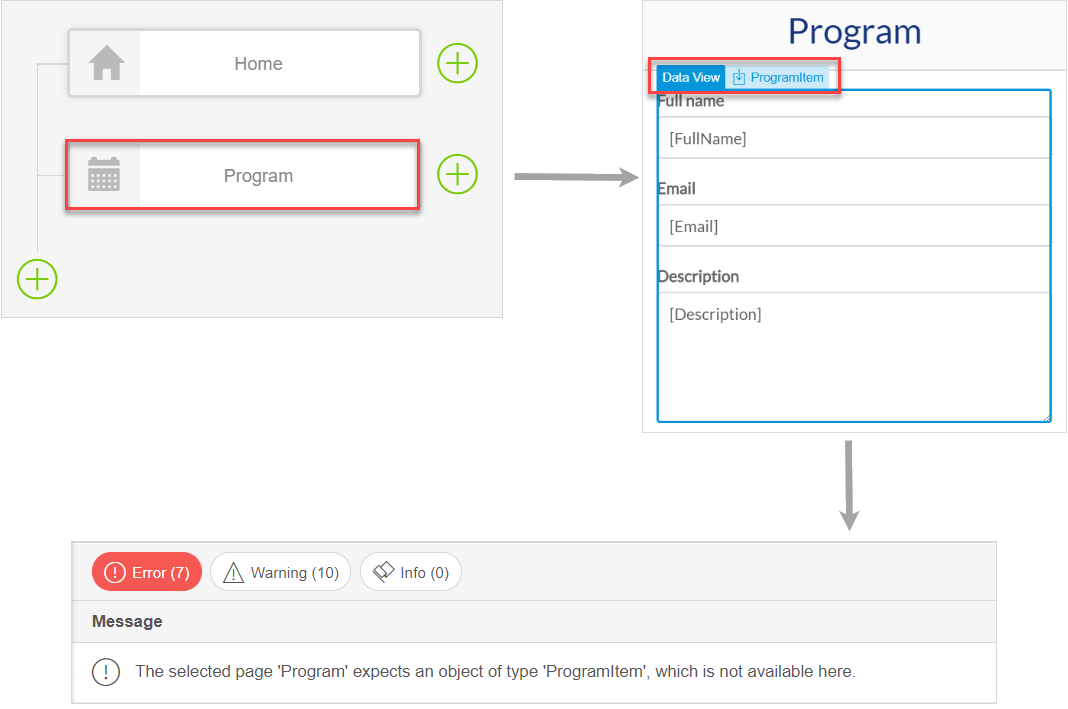 Home
Program
Program
Data View ProgramItem
Full name
[FullName]
Email
[Email]
Description
[Description]
Error (7) Warning (10) Info (0)
Message
The selected page 'Program' expects an object of type 'ProgramItem', which is not available here.